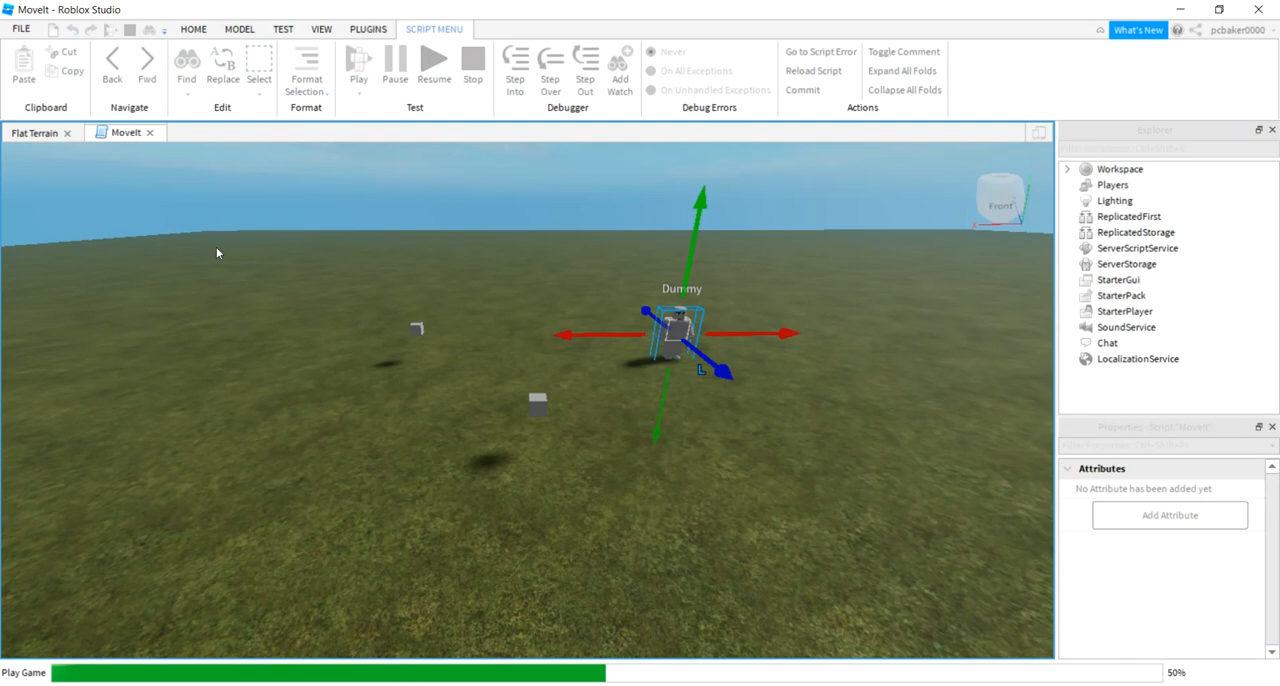 MoveIt - Roblox Studio
FILE HOME MODEL TEST VIEW PLUGINS SCRIPT MENU What's New pcbaker0000
Cut
Copy
Paste
Back Fwd
Find Replace Select
Format
Selection
Play Pause Resume Stop
Step
Into
Step
Over
Step
Out
Add
Watch
Never
On All Exceptions
On Unhandled Exceptions
Go to Script Error
Reload Script
Commit
Toggle Comment
Expand All Folds
Collapse All Folds
Clipboard Navigate Edit Format Test Debugger Debug Errors Actions
Flat Terrain MoveIt
Front
X
Dummy
L
Explorer
Workspace
Players
Lighting
ReplicatedFirst
ReplicatedStorage
ServerScriptService
ServerStorage
StarterGui
StarterPack
StarterPlayer
SoundService
Chat
LocalizationService
Properties - Script "MoveIt"
Attributes
No Attribute has been added yet
Add Attribute
Play Game 50%